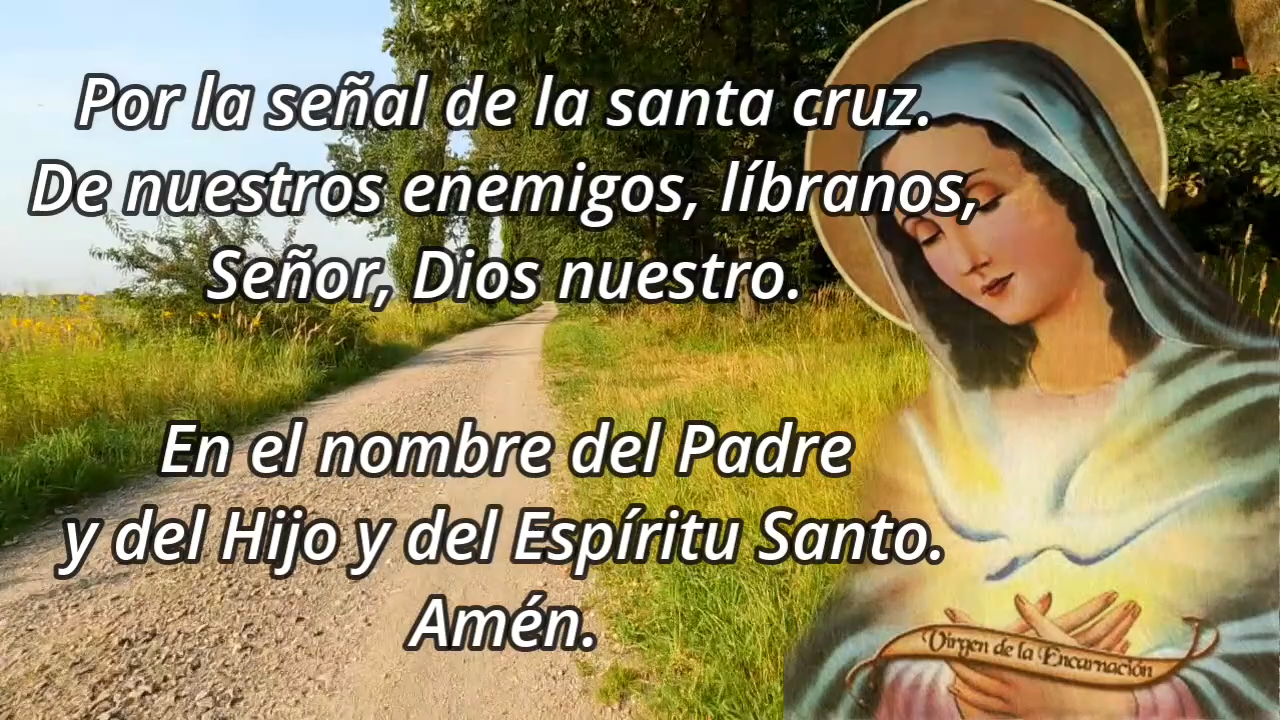 Por la señal de la santa cruz.
De nuestros enemigos, líbranos,
Señor, Dios nuestro.
En el nombre del Padre
y del Hijo y del Espíritu Santo.
Amén.
Virgen de la Encarnación